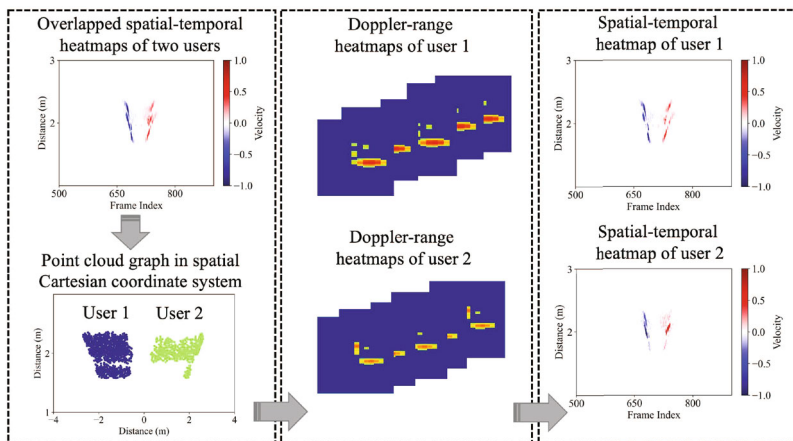 Overlapped spatial-temporal
heatmaps of two users
3
2
1
Distance (m)
500
650
800
Frame Index
1.0
0.5
0.0
−0.5
−1.0
Velocity
Point cloud graph in spatial
Cartesian coordinate system
User 1
User 2
3
2
1
Distance (m)
−4
−2
0
2
4
Distance (m)
Doppler-range
heatmaps of user 1
Doppler-range
heatmaps of user 2
Spatial-temporal
heatmap of user 1
3
2
1
Distance (m)
500
650
800
Frame Index
1.0
0.5
0.0
−0.5
−1.0
Velocity
Spatial-temporal
heatmap of user 2
3
2
1
Distance (m)
500
650
800
Frame Index
1.0
0.5
0.0
−0.5
−1.0
Velocity